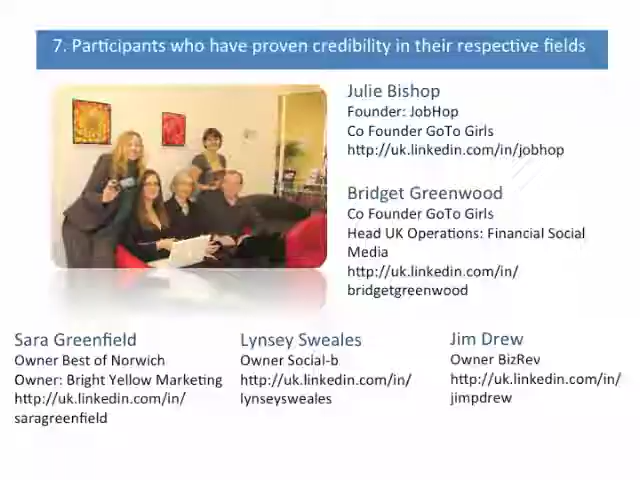 7. Participants who have proven credibility in their respective fields
Julie Bishop
Founder: JobHop
Co Founder GoTo Girls
http://uk.linkedin.com/in/jobhop
Bridget Greenwood
Co Founder GoTo Girls
Head UK Operations: Financial Social
Media
http://uk.linkedin.com/in/
bridgetgreenwood
Sara Greenfield
Owner Best of Norwich
Owner: Bright Yellow Marketing
http://uk.linkedin.com/in/
saragreenfield
Lynsey Sweales
Owner Social-b
http://uk.linkedin.com/in/
lynseysweales
Jim Drew
Owner BizRev
http://uk.linkedin.com/in/
jimpdrew